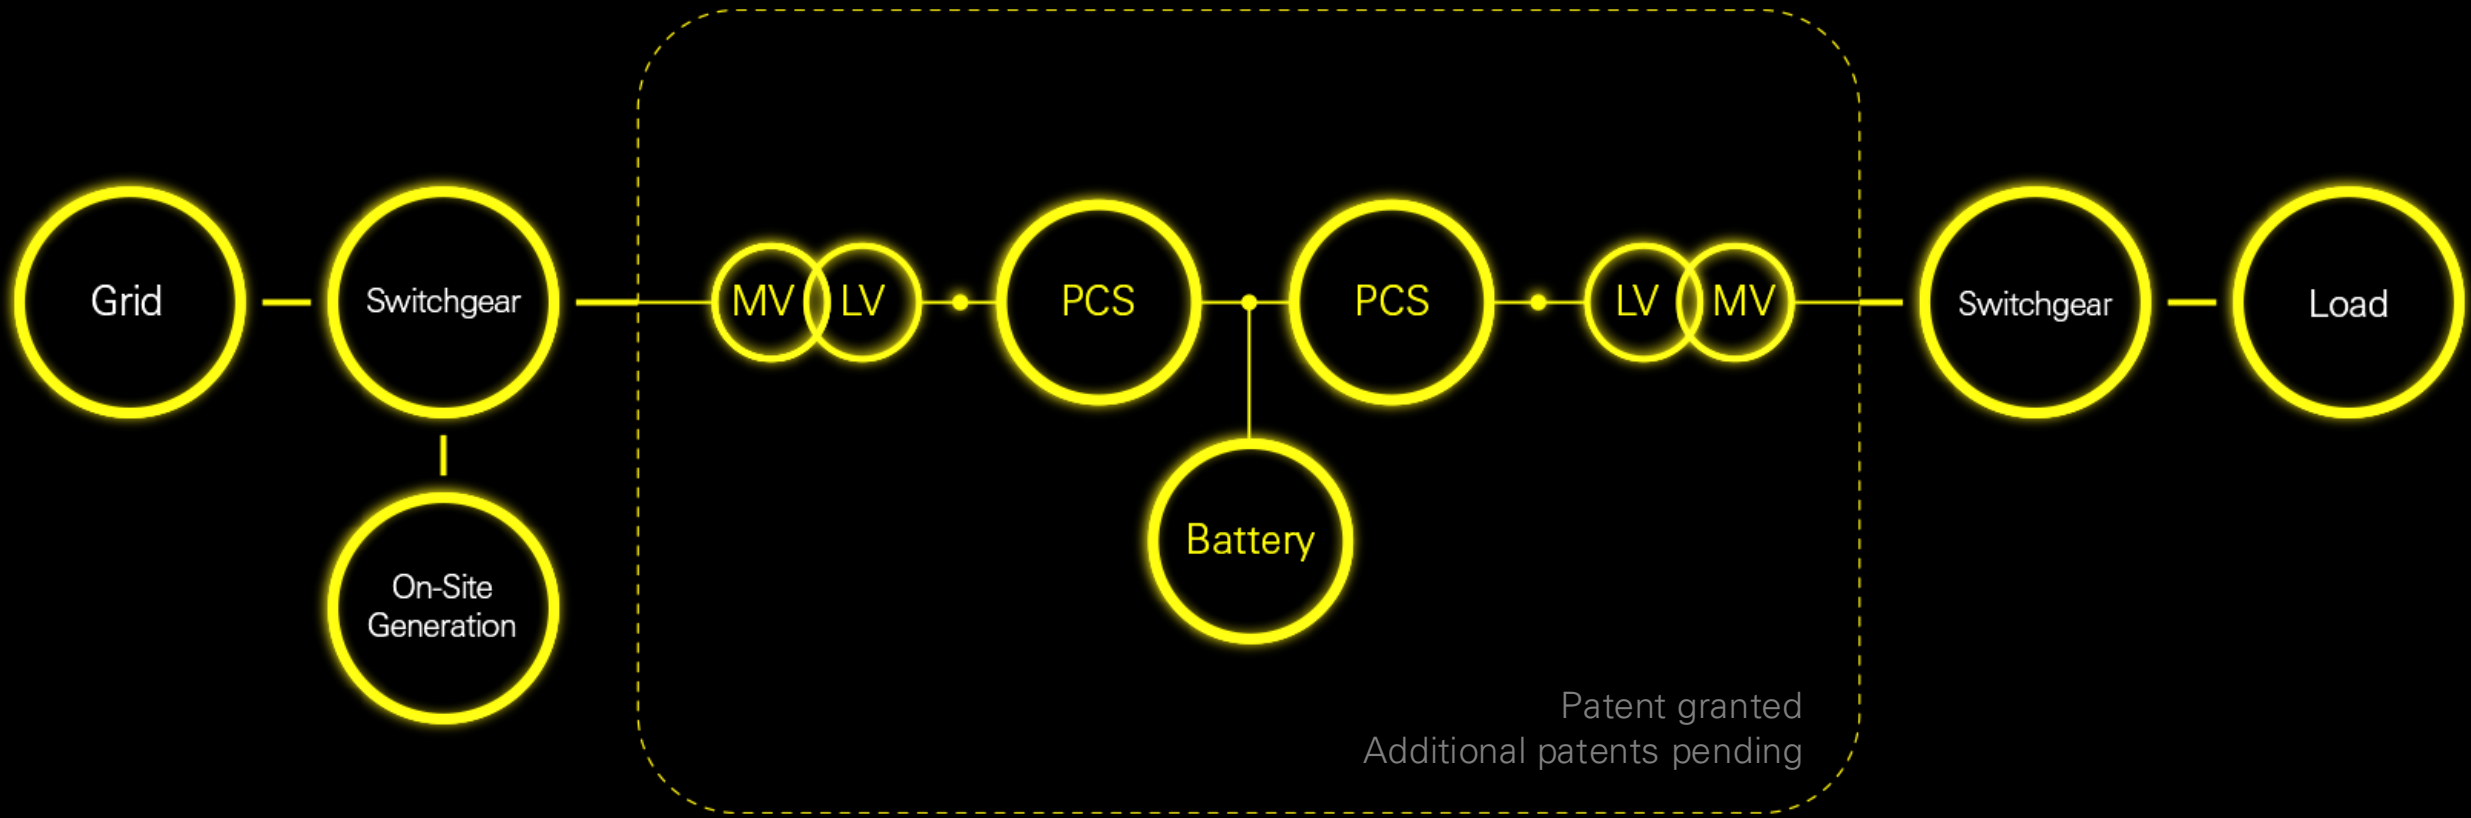 Grid
Switchgear
MV
LV
PCS
PCS
LV
MV
Switchgear
Load
Battery
On-Site
Generation
Patent granted
Additional patents pending